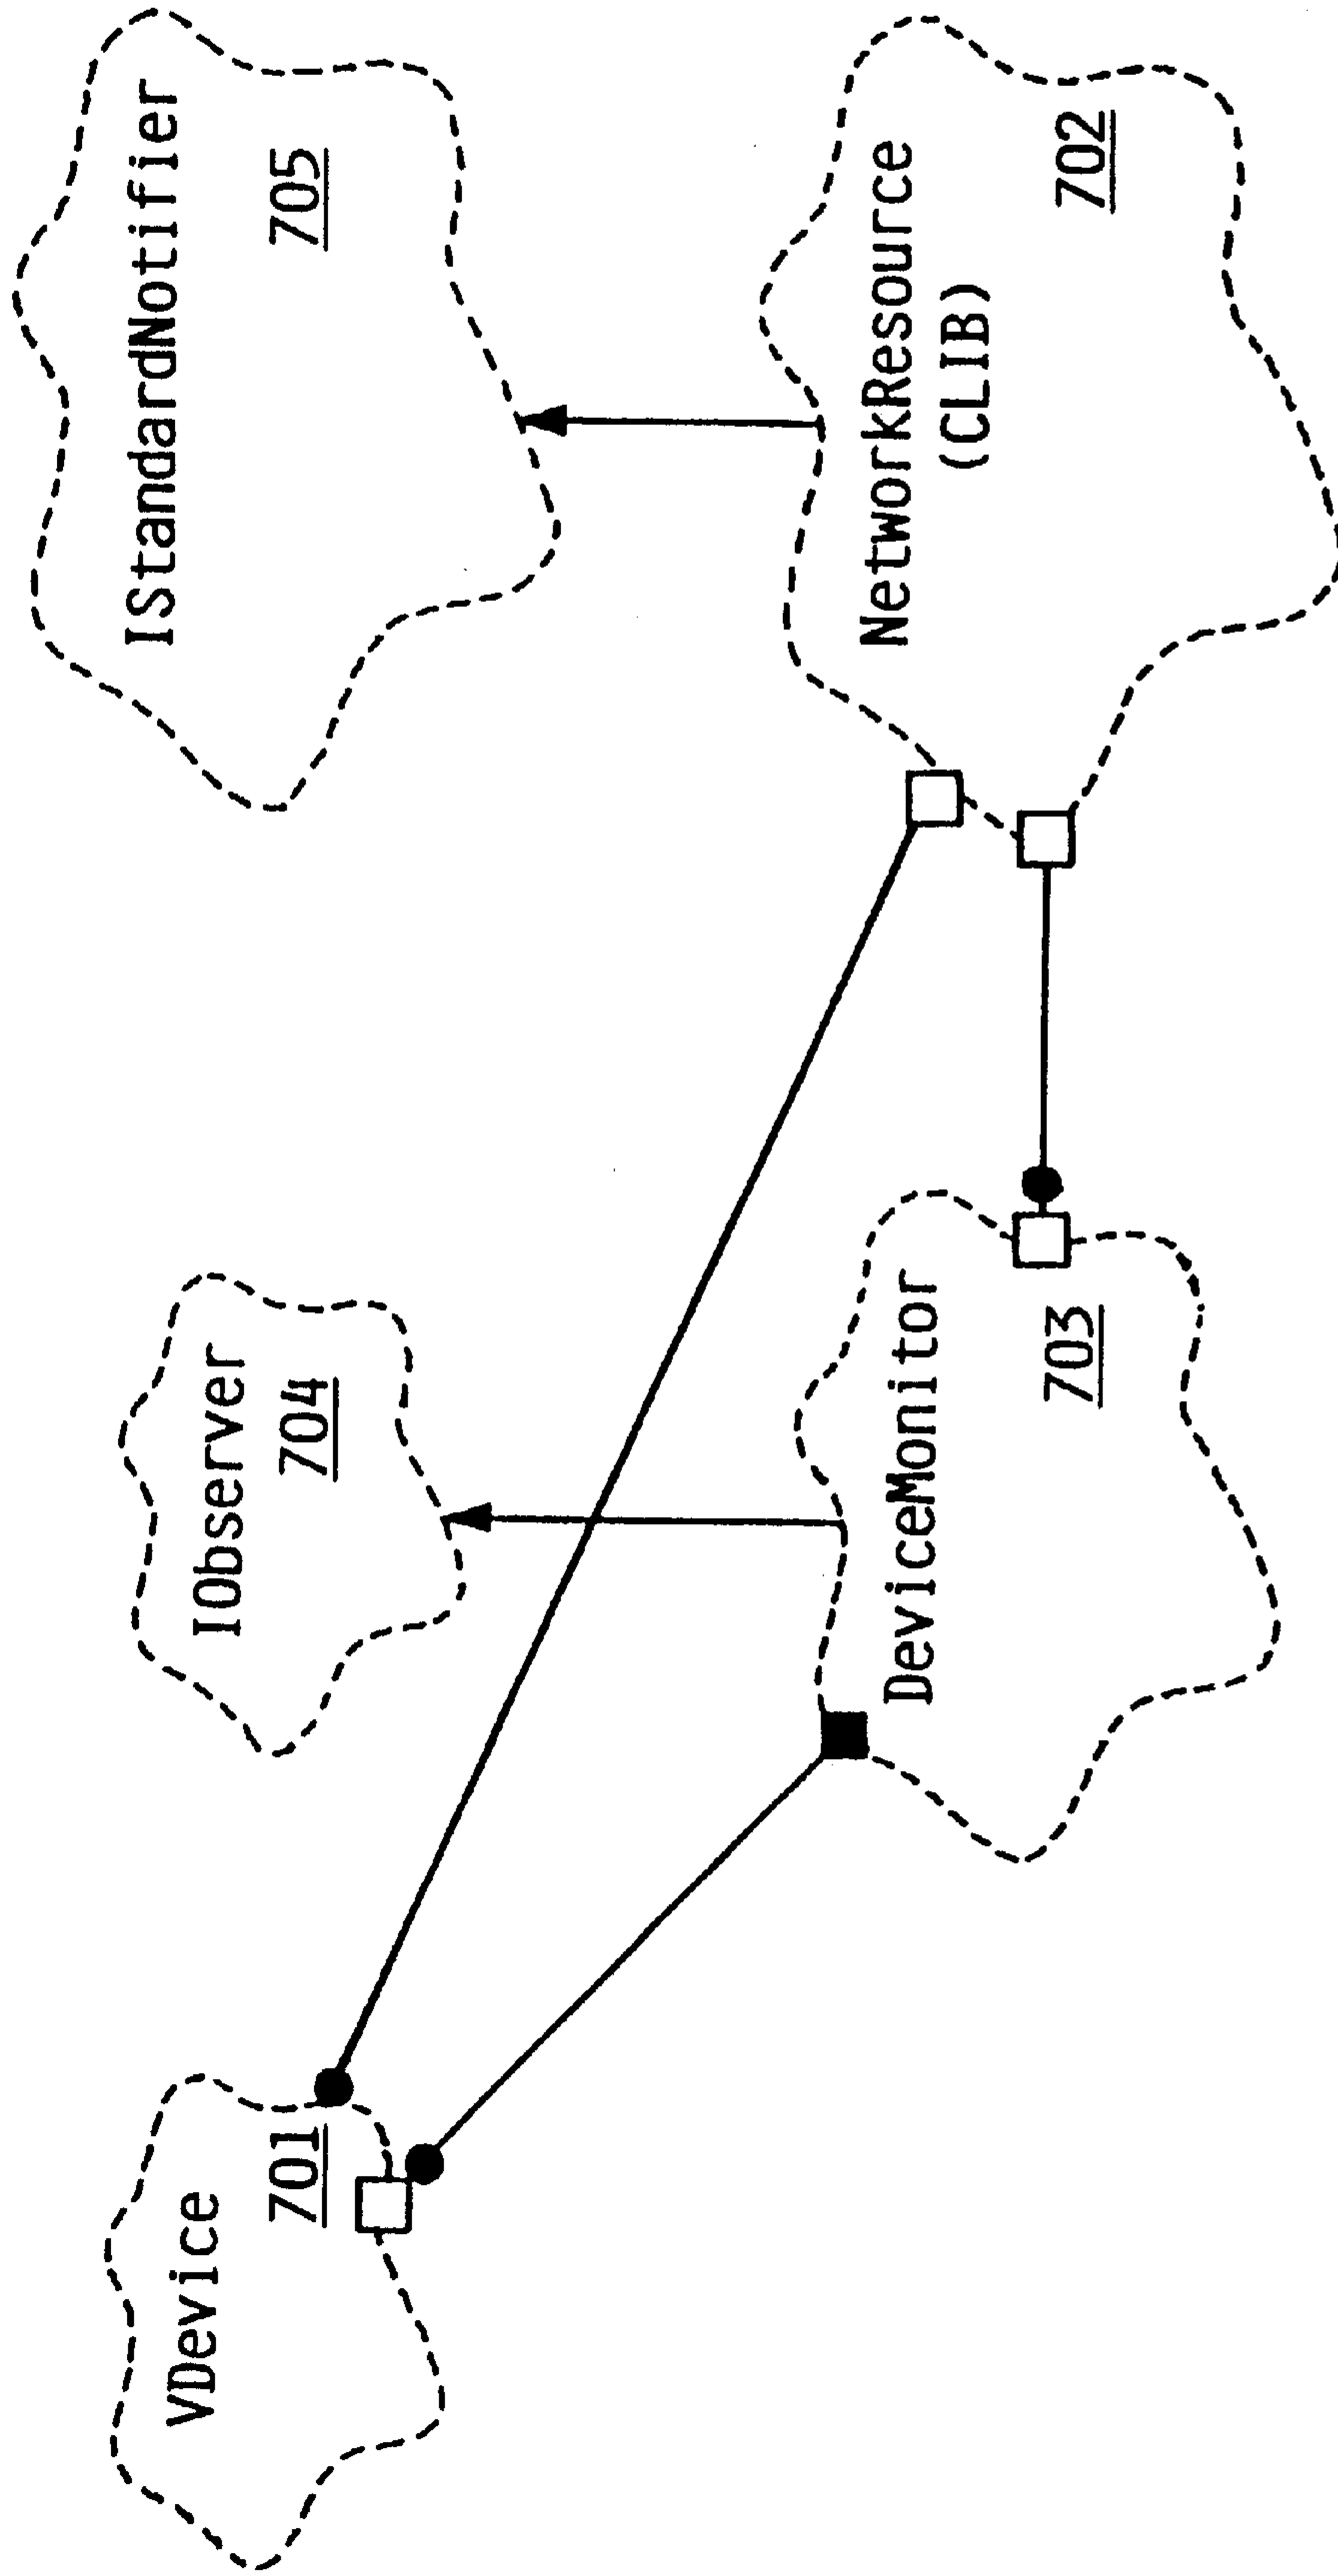 VDevice
701
IObserver
704
IStandardNotifier
705
DeviceMonitor
703
NetworkResource
(CLIB)
702